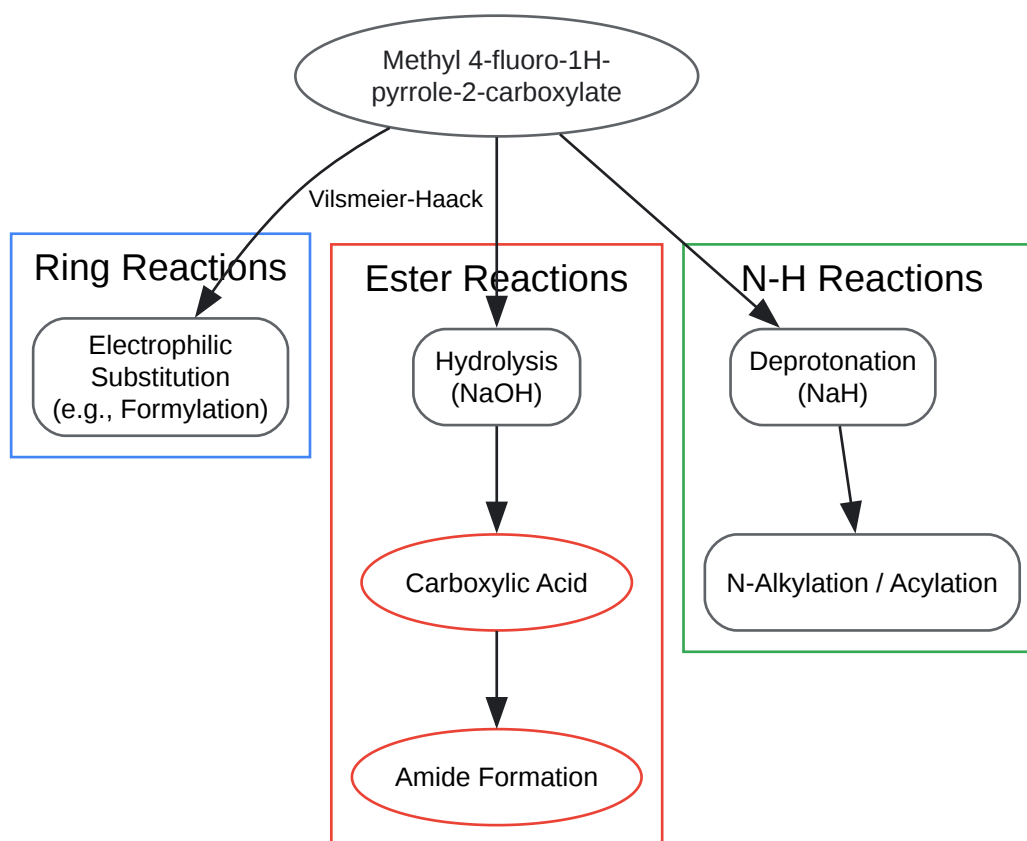 Methyl 4-fluoro-1H-
pyrrole-2-carboxylate
Vilsmeier-Haack
Ring Reactions
Electrophilic
Substitution
(e.g., Formylation)
Ester Reactions
Hydrolysis
(NaOH)
Carboxylic Acid
Amide Formation
N-H Reactions
Deprotonation
(NaH)
N-Alkylation / Acylation